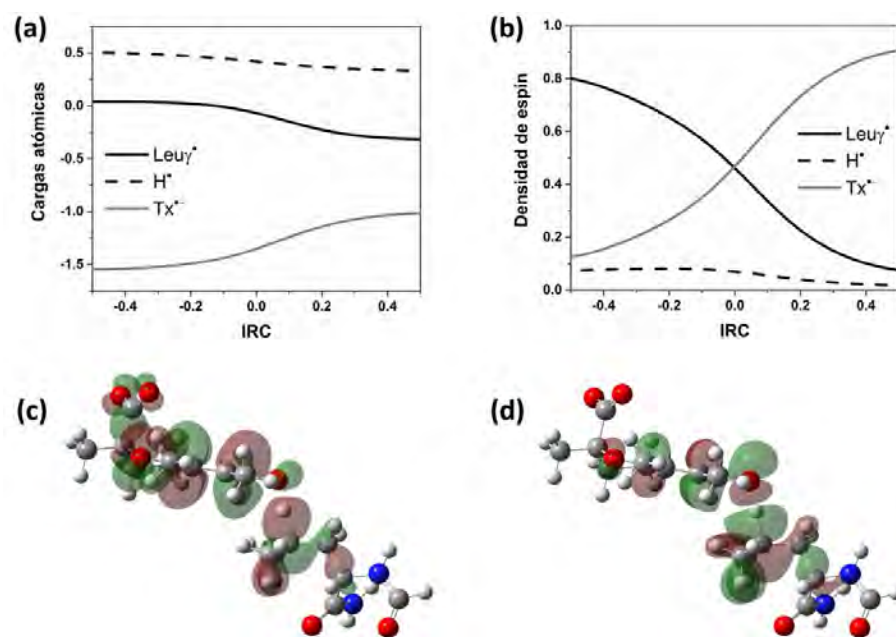 (a)
Cargas atómicas
0.5
0.0
-0.5
-1.0
-1.5
Leuγ•
H•
Tx•−
-0.4 -0.2 0.0 0.2 0.4
IRC
(b)
Densidad de espin
1.0
0.8
0.6
0.4
0.2
0.0
Leuγ•
H•
Tx•−
-0.4 -0.2 0.0 0.2 0.4
IRC
(c)
(d)